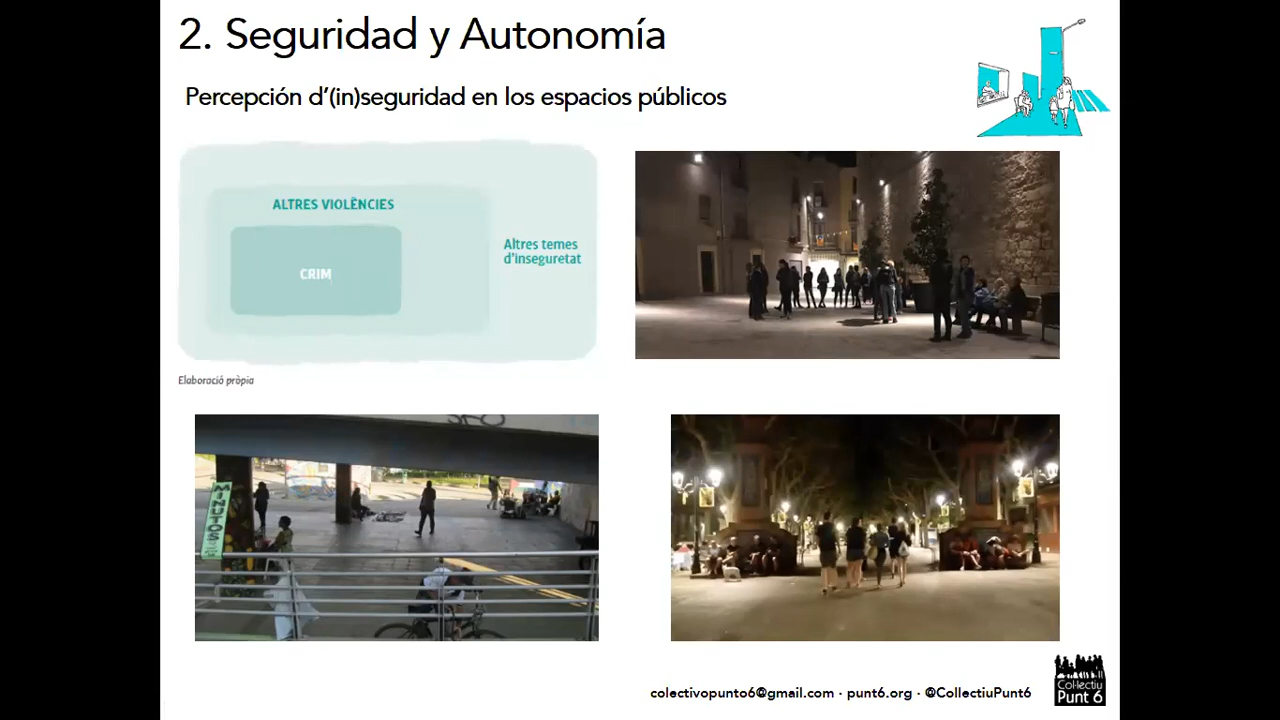 2. Seguridad y Autonomía
Percepción d'(in)seguridad en los espacios públicos
ALTRES VIOLÈNCIES
Altres temes
d'inseguretat
CRIM
Elaboració pròpia
MINUTOS
colectivopunto6@gmail.com · punt6.org · @CollectiuPunt6
Col·lectiu
Punt 6